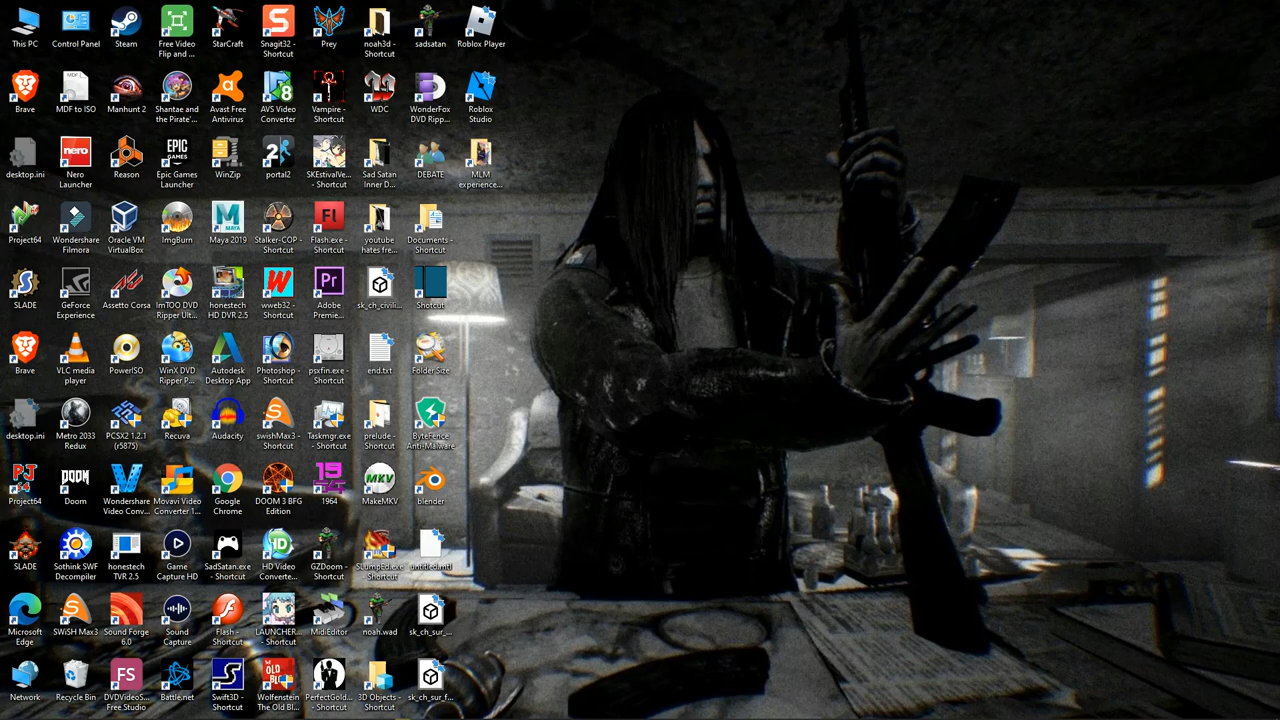 This PC
Control Panel
Steam
Free Video
Flip and ...
StarCraft
Snagit32 -
Shortcut
Prey
noah3d -
Shortcut
sadsatan
Roblox Player
Brave
MDF to ISO
Manhunt 2
Shantae and
the Pirate'...
Avast Free
Antivirus
AVS Video
Converter
Vampire -
Shortcut
WDC
WonderFox
DVD Ripp...
Roblox
Studio
desktop.ini
Nero
Launcher
Reason
Epic Games
Launcher
WinZip
portal2
SKEstivalVe...
- Shortcut
Sad Satan
Inner D...
DEBATE
MLM
experience...
Project64
Wondershare
Filmora
Oracle VM
VirtualBox
ImgBurn
Maya 2019
Stalker-COP
- Shortcut
Flash.exe -
Shortcut
youtube
hates fre...
Documents -
Shortcut
SLADE
GeForce
Experience
Assetto Corsa
ImTOO DVD
Ripper Ult...
honestech
HD DVR 2.5
wweb32 -
Shortcut
Adobe
Premie...
sk_ch_civili...
Shotcut
Brave
VLC media
player
PowerISO
WinX DVD
Ripper P...
Autodesk
Desktop App
Photoshop -
Shortcut
psxfin.exe -
Shortcut
end.txt
Folder Size
desktop.ini
Metro 2033
Redux
PCSX2 1.2.1
(r5875)
Recuva
Audacity
swishMax3 -
Shortcut
Taskmgr.exe
- Shortcut
prelude -
Shortcut
ByteFence
Anti-Malware
Project64
Doom
Wondershare
Video Conv...
Movavi Video
Converter 1...
Google
Chrome
DOOM 3 BFG
Edition
1964
MakeMKV
blender
SLADE
Sothink SWF
Decompiler
honestech
TVR 2.5
Game
Capture HD
SadSatan.exe
- Shortcut
HD Video
Converte...
GZDoom -
Shortcut
SLumpEd.exe
- Shortcut
untitled.mtl
Microsoft
Edge
SWiSH Max3
Sound Forge
6.0
Sound
Capture
Flash -
Shortcut
LAUNCHER...
- Shortcut
MidiEditor
noah.wad
sk_ch_sur_...
Network
Recycle Bin
DVDVideoS...
Free Studio
Battle.net
Swift3D -
Shortcut
Wolfenstein
The Old Bl...
PerfectGold...
- Shortcut
3D Objects -
Shortcut
sk_ch_sur_f...